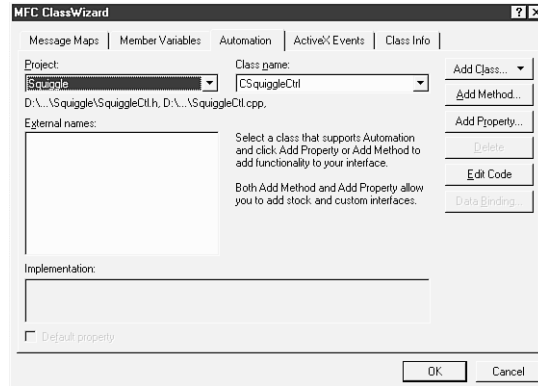 MFC ClassWizard
Message Maps
Member Variables
Automation
ActiveX Events
Class Info
Project:
Squiggle
Class name:
CSquiggleCtrl
Add Class...
D:\...\Squiggle\SquiggleCtl.h, D:\...\SquiggleCtl.cpp,
Add Method...
External names:
Add Property...
Select a class that supports Automation
and click Add Property or Add Method to
add functionality to your interface.
Delete
Both Add Method and Add Property allow
you to add stock and custom interfaces.
Edit Code
Data Binding...
Implementation:
Default property
OK
Cancel